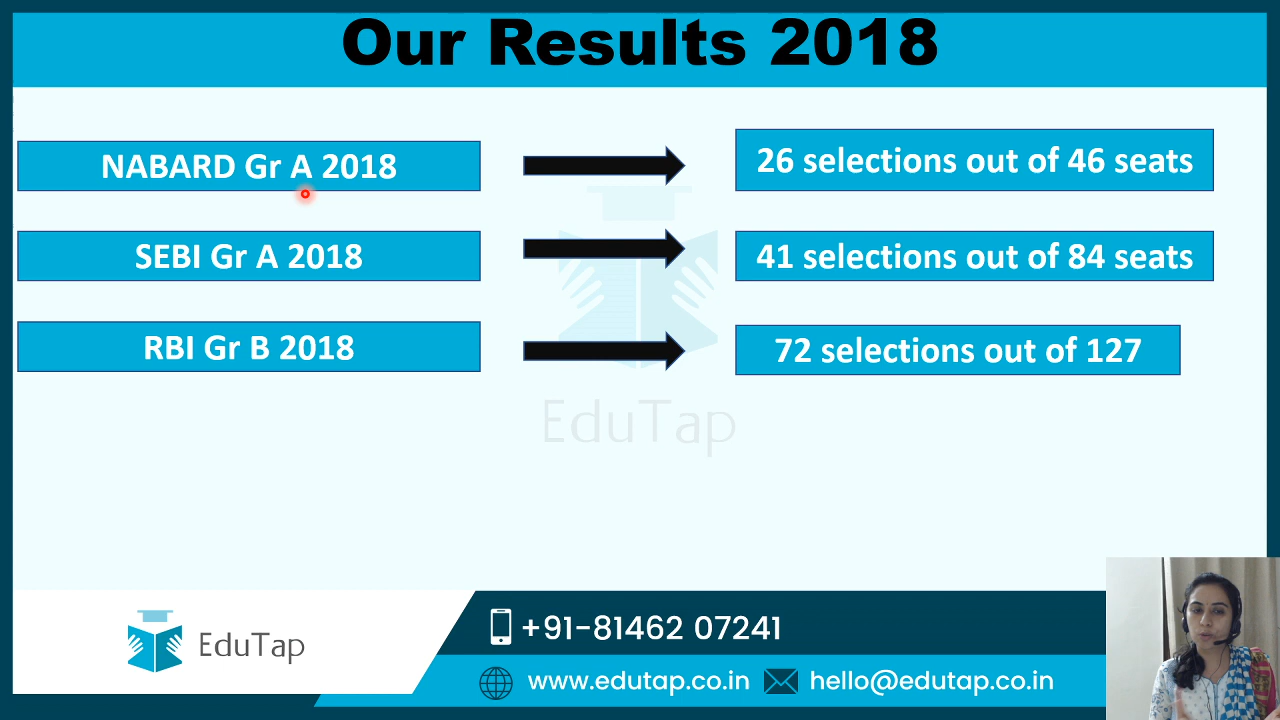 Our Results 2018
NABARD Gr A 2018
26 selections out of 46 seats
SEBI Gr A 2018
41 selections out of 84 seats
RBI Gr B 2018
72 selections out of 127
EduTap
EduTap
+91-81462 07241
www.edutap.co.in
hello@edutap.co.in